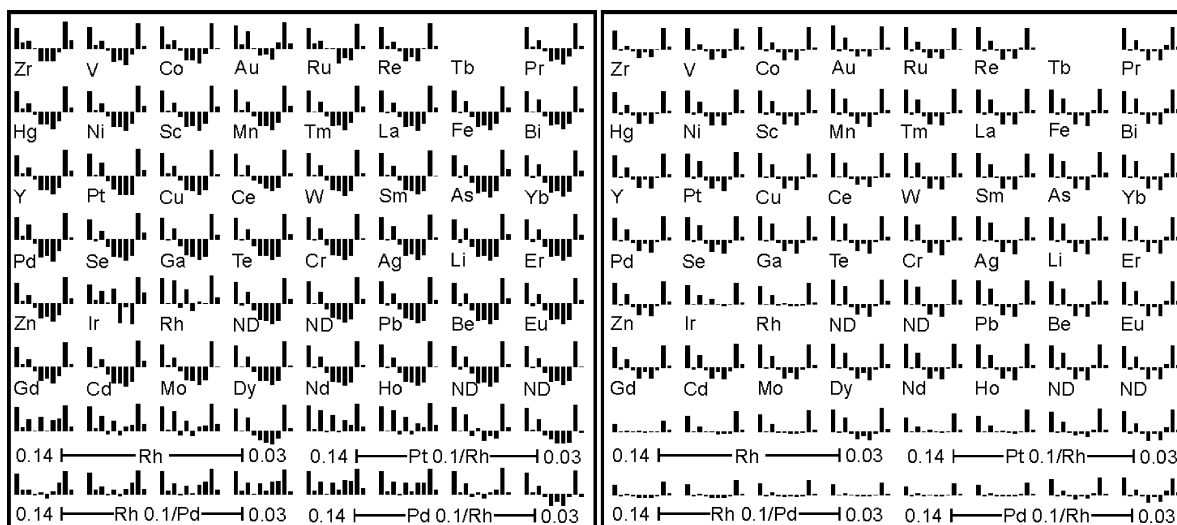 Zr V Co Au Ru Re Tb Pr
Hg Ni Sc Mn Tm La Fe Bi
Y Pt Cu Ce W Sm As Yb
Pd Se Ga Te Cr Ag Li Er
Zn Ir Rh ND ND Pb Be Eu
Gd Cd Mo Dy Nd Ho ND ND
0.14 Rh 0.03 0.14 Pt 0.1/Rh 0.03
0.14 Rh 0.1/Pd 0.03 0.14 Pd 0.1/Rh 0.03
Zr V Co Au Ru Re Tb Pr
Hg Ni Sc Mn Tm La Fe Bi
Y Pt Cu Ce W Sm As Yb
Pd Se Ga Te Cr Ag Li Er
Zn Ir Rh ND ND Pb Be Eu
Gd Cd Mo Dy Nd Ho ND ND
0.14 Rh 0.03 0.14 Pt 0.1/Rh 0.03
0.14 Rh 0.1/Pd 0.03 0.14 Pd 0.1/Rh 0.03